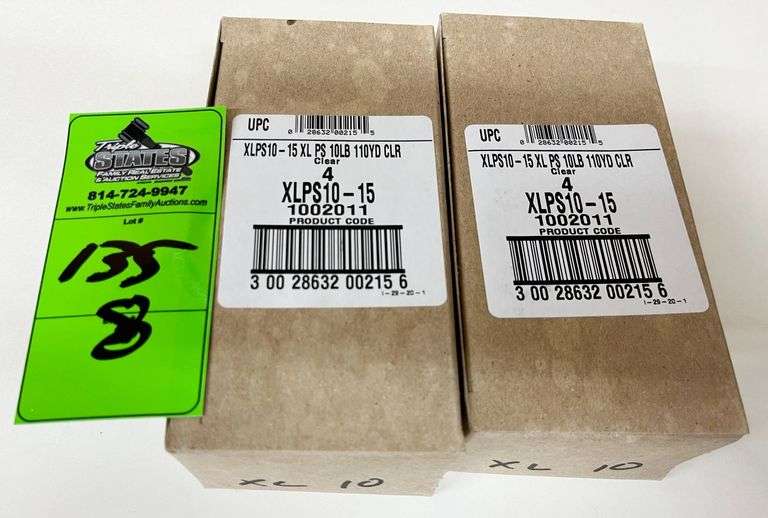 Triple
STATES
FAMILY REAL ESTATE
& AUCTION SERVICES
814-724-9947
www.TripleStatesFamilyAuctions.com
Lot #
135
8
UPC
0 28632 00215 5
XLPS10-15 XL PS 10LB 110YD CLR
Clear
4
XLPS10-15
1002011
PRODUCT CODE
3 00 28632 00215 6
I-29-20-1
XL 10
UPC
0 28632 00215 5
XLPS10-15 XL PS 10LB 110YD CLR
Clear
4
XLPS10-15
1002011
PRODUCT CODE
3 00 28632 00215 6
I-29-20-1
XL 10